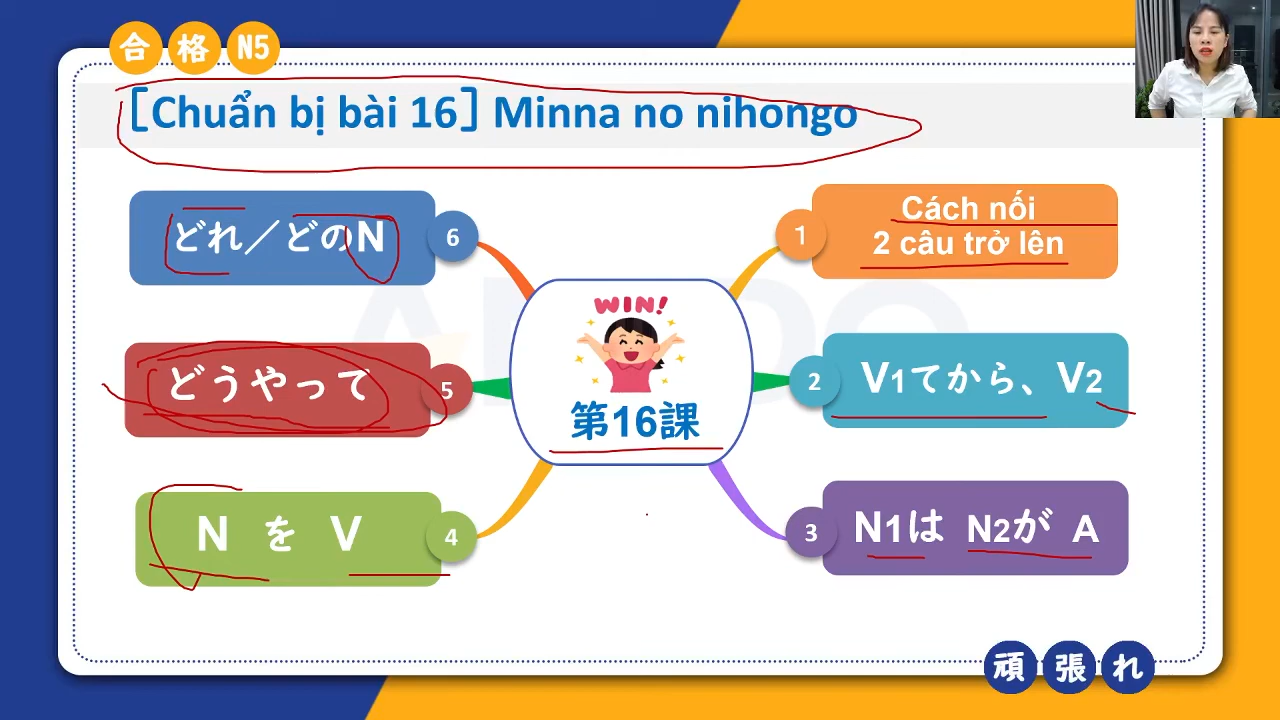 合格 N5
[Chuẩn bị bài 16] Minna no nihongo
Cách nối
2 câu trở lên
1
V1てから、V2
2
N1は N2が A
3
N を V
4
どうやって
5
どれ／どのN
6
WIN!
第16課
頑張れ